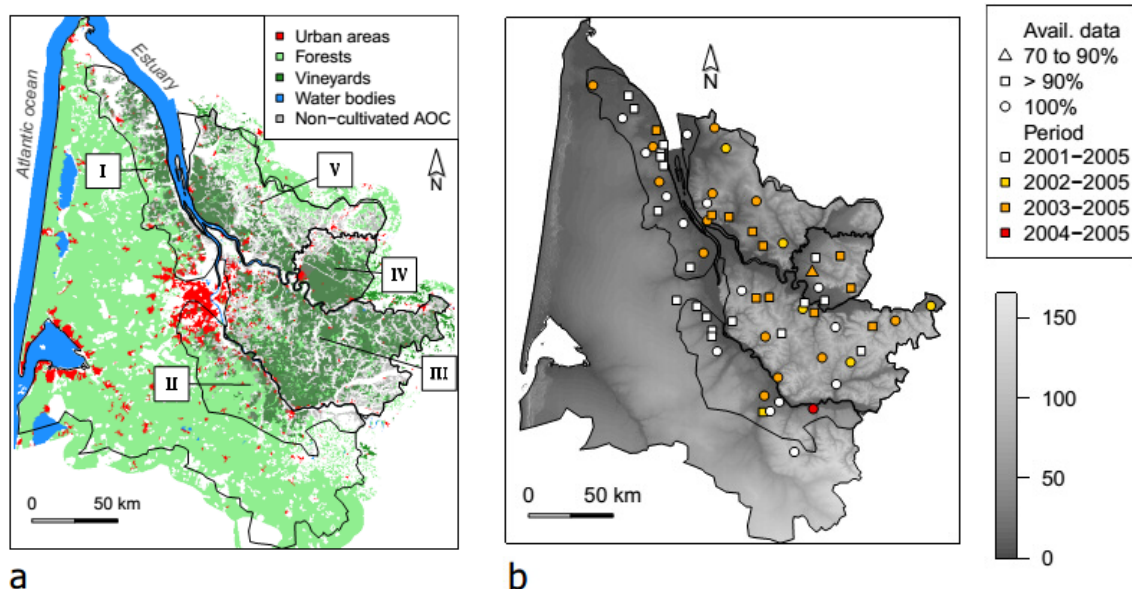 Atlantic ocean
Estuary
Urban areas
Forests
Vineyards
Water bodies
Non-cultivated AOC
N
I
V
IV
III
II
0 50 km
a
N
0 50 km
b
Avail. data
70 to 90%
> 90%
100%
Period
2001−2005
2002−2005
2003−2005
2004−2005
150
100
50
0